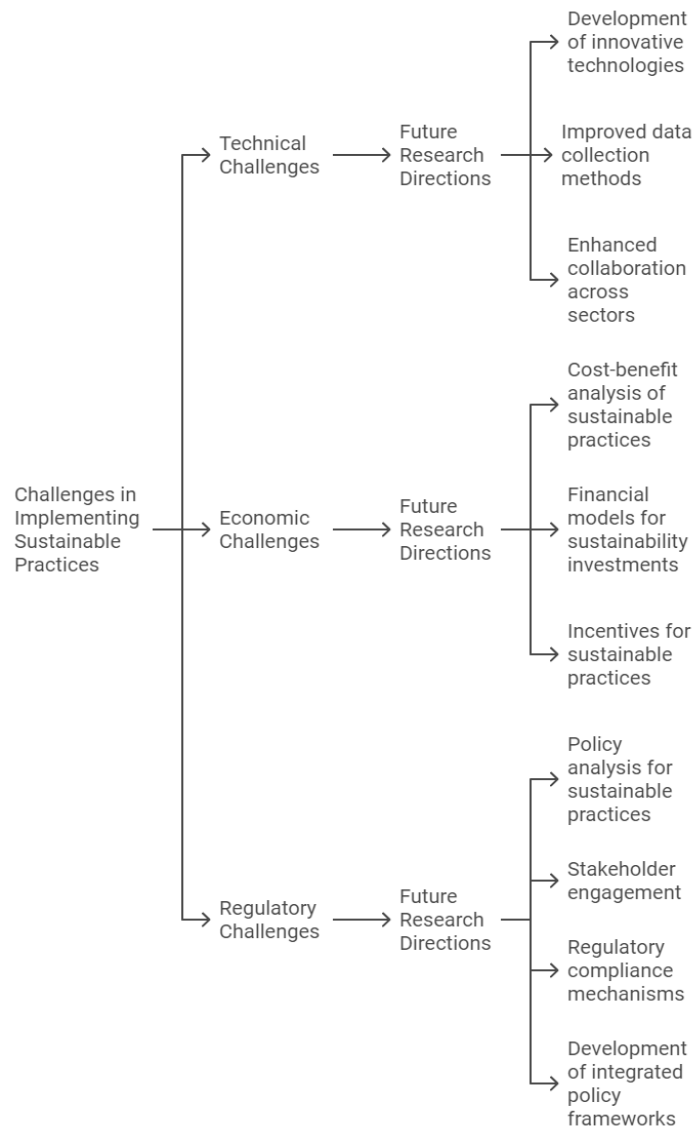 Challenges in
Implementing
Sustainable
Practices
Technical
Challenges
Future
Research
Directions
Development
of innovative
technologies
Improved data
collection
methods
Enhanced
collaboration
across
sectors
Economic
Challenges
Future
Research
Directions
Cost-benefit
analysis of
sustainable
practices
Financial
models for
sustainability
investments
Incentives for
sustainable
practices
Regulatory
Challenges
Future
Research
Directions
Policy
analysis for
sustainable
practices
Stakeholder
engagement
Regulatory
compliance
mechanisms
Development
of integrated
policy
frameworks